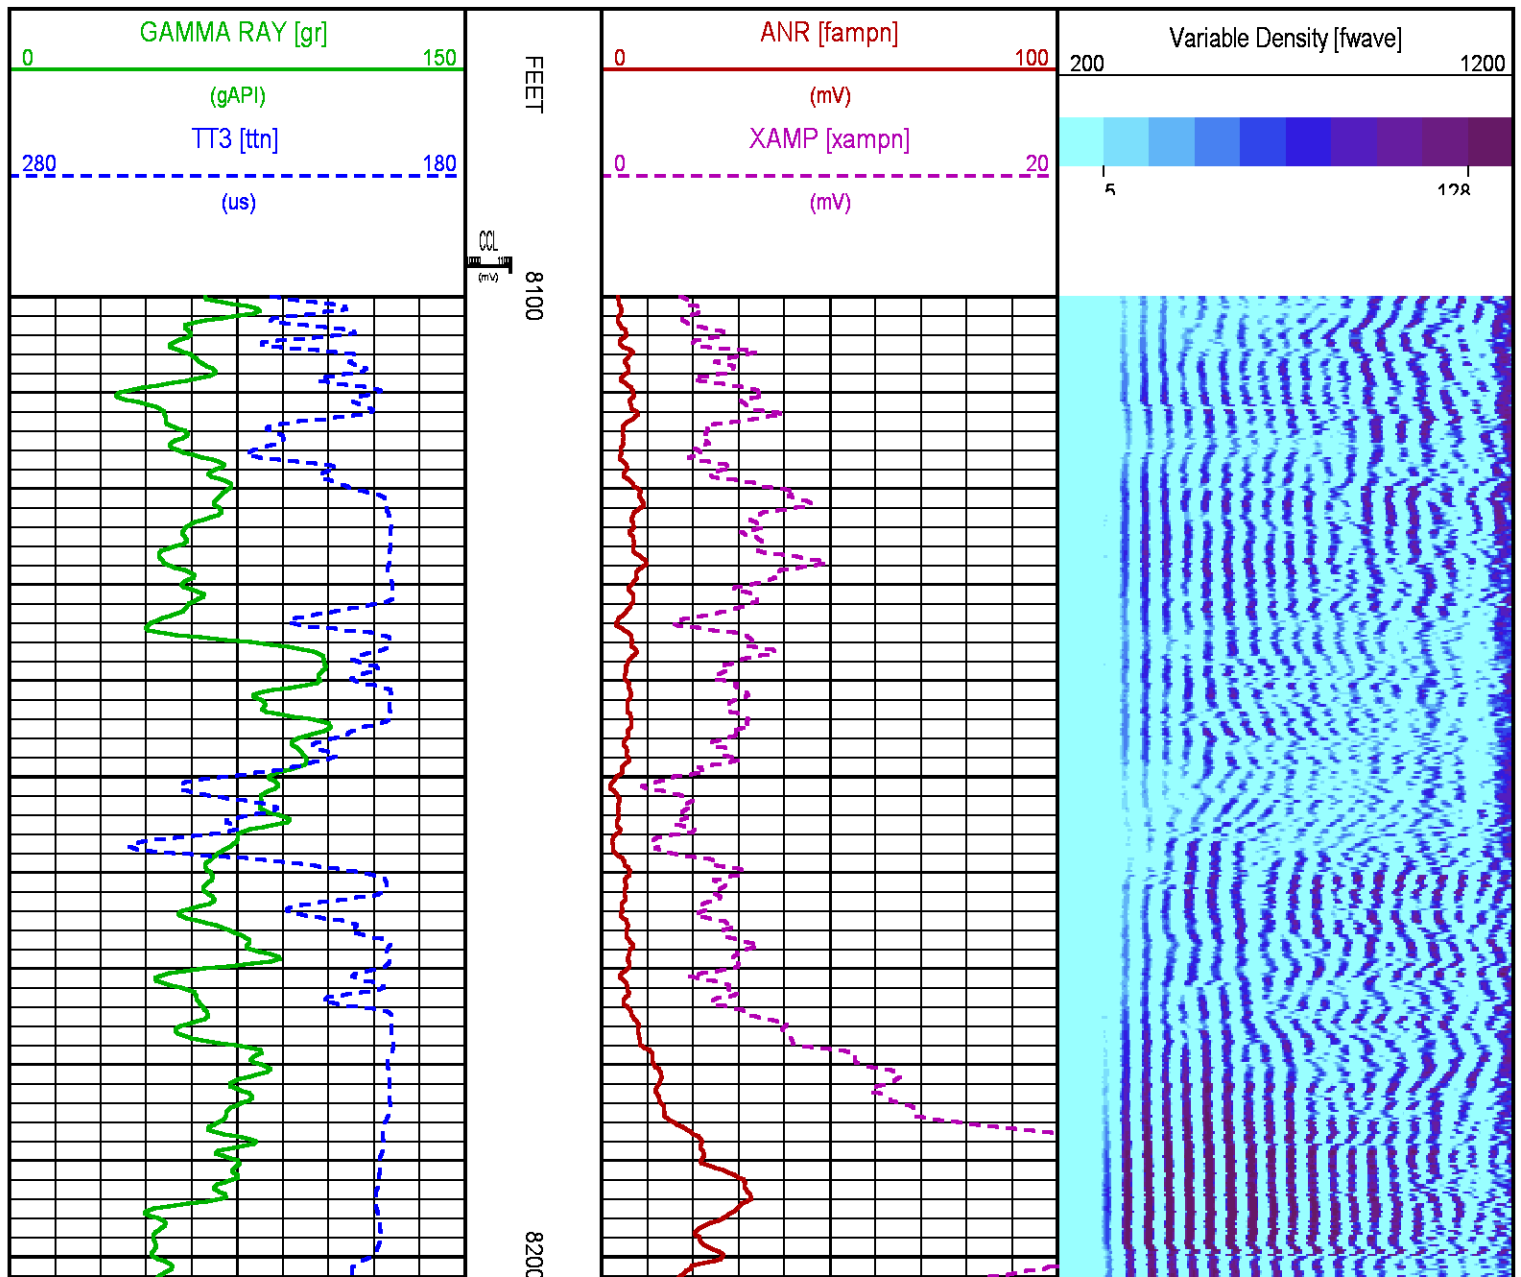 GAMMA RAY [gr]
0 150
(gAPI)
TT3 [ttn]
280 180
(us)
FEET
CCL
(mV)
8100
8200
ANR [fampn]
0 100
(mV)
XAMP [xampn]
0 20
(mV)
Variable Density [fwave]
200 1200
5 128